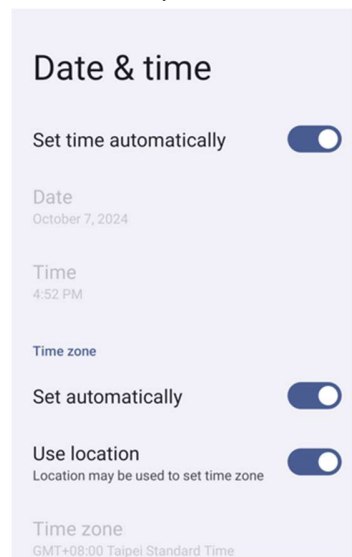 Date & time
Set time automatically
Date
October 7, 2024
Time
4:52 PM
Time zone
Set automatically
Use location
Location may be used to set time zone
Time zone
GMT+08:00 Taipei Standard Time